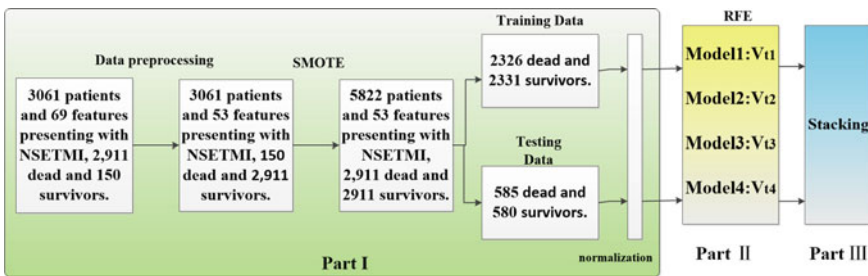 Data preprocessing
3061 patients
and 69 features
presenting with
NSETMI, 2,911
dead and 150
survivors.
SMOTE
3061 patients
and 53 features
presenting with
NSETMI, 150
dead and 2,911
survivors.
5822 patients
and 53 features
presenting with
NSETMI,
2,911 dead and
2911 survivors.
Training Data
2326 dead and
2331 survivors.
Testing
Data
585 dead and
580 survivors.
normalization
Part I
RFE
Model1:Vt1
Model2:Vt2
Model3:Vt3
Model4:Vt4
Part II
Stacking
Part III